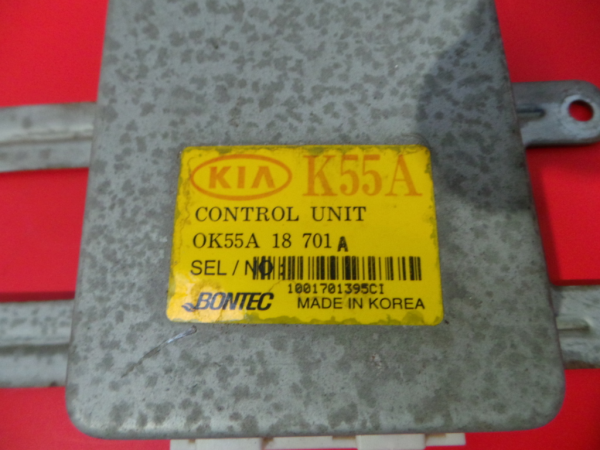 KIA K55A
CONTROL UNIT
OK55A 18 701 A
SEL / NO :
1001701395CI
BONTEC MADE IN KOREA